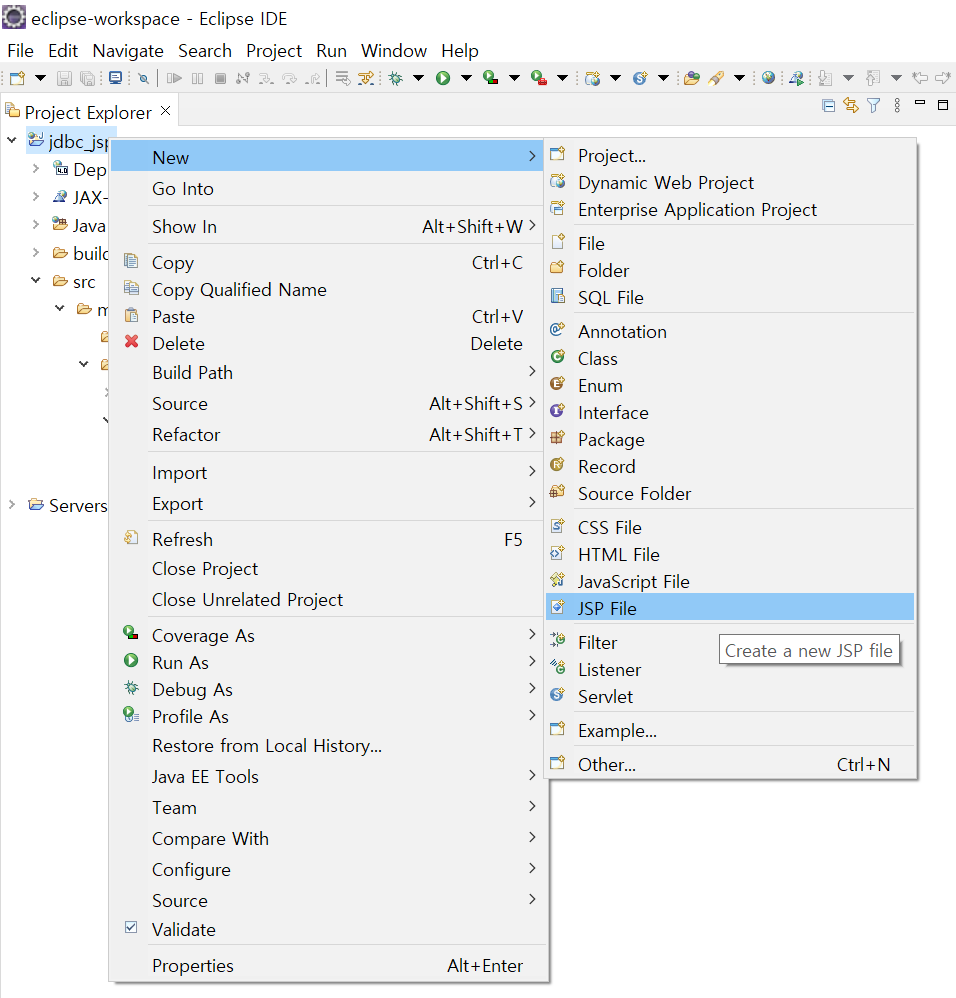 eclipse-workspace - Eclipse IDE
File Edit Navigate Search Project Run Window Help
Project Explorer
jdbc_jsp
Dep
JAX-
Java
build
src
Servers
New
Go Into
Show In Alt+Shift+W
Copy Ctrl+C
Copy Qualified Name
Paste Ctrl+V
Delete Delete
Build Path
Source Alt+Shift+S
Refactor Alt+Shift+T
Import
Export
Refresh F5
Close Project
Close Unrelated Project
Coverage As
Run As
Debug As
Profile As
Restore from Local History...
Java EE Tools
Team
Compare With
Configure
Source
Validate
Properties Alt+Enter
Project...
Dynamic Web Project
Enterprise Application Project
File
Folder
SQL File
Annotation
Class
Enum
Interface
Package
Record
Source Folder
CSS File
HTML File
JavaScript File
JSP File
Filter
Create a new JSP file
Listener
Servlet
Example...
Other... Ctrl+N